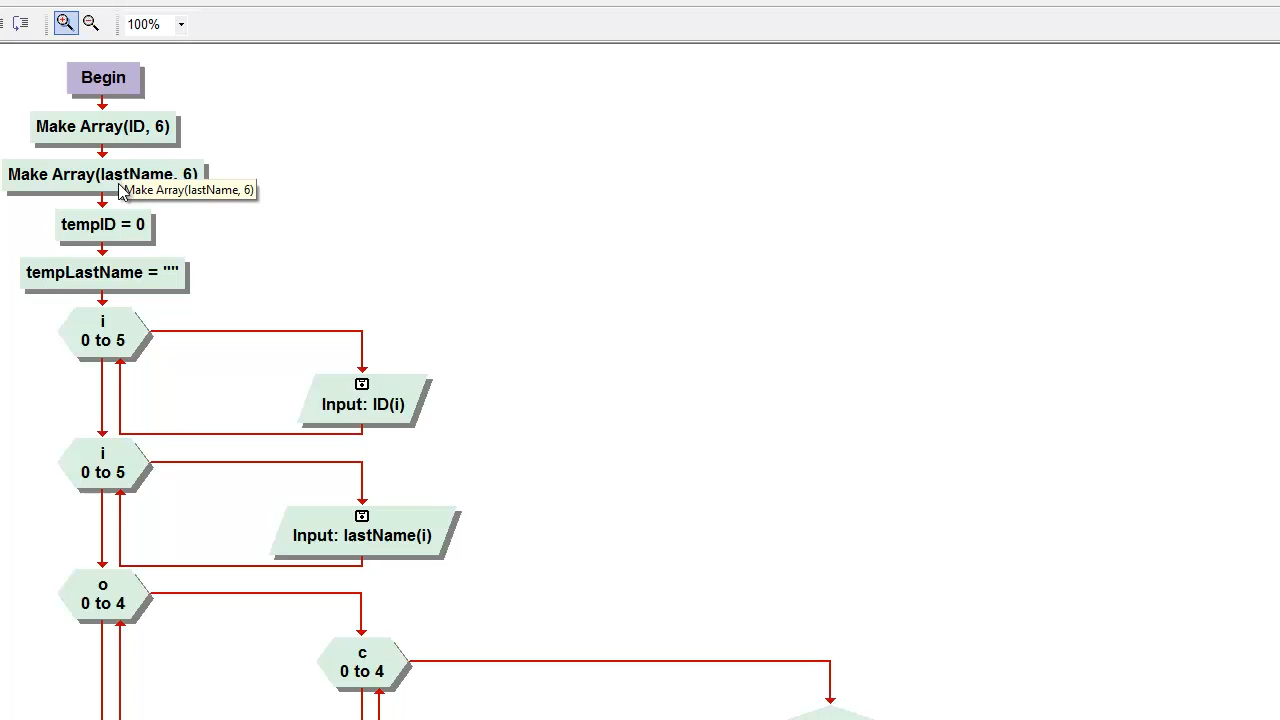 100%
Begin
Make Array(ID, 6)
Make Array(lastName, 6)
Make Array(lastName, 6)
tempID = 0
tempLastName = ""
i
0 to 5
Input: ID(i)
i
0 to 5
Input: lastName(i)
o
0 to 4
c
0 to 4